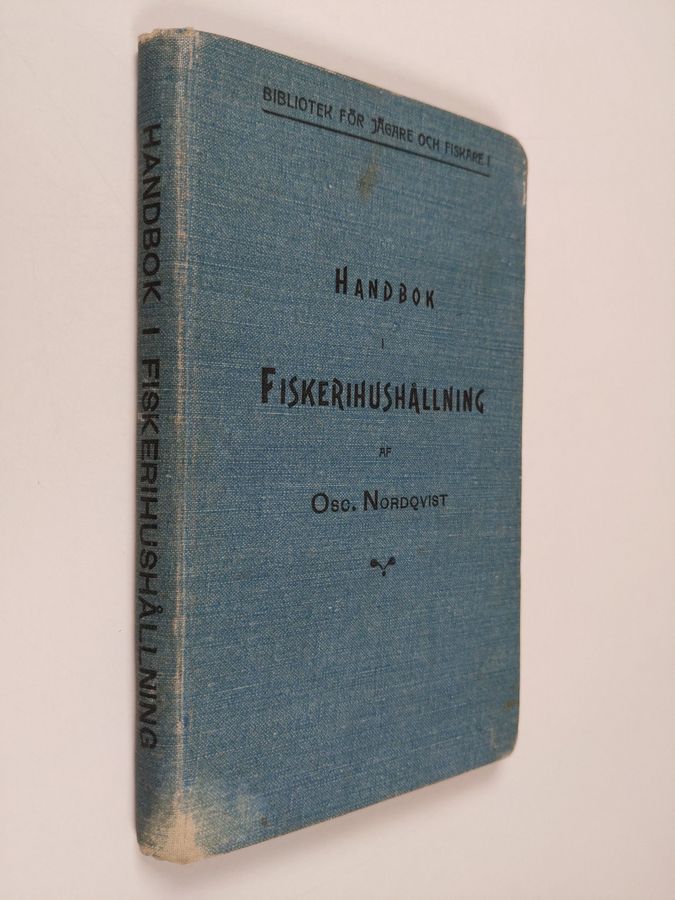 BIBLIOTEK FÖR JÄGARE OCH FISKARE I
HANDBOK
I
FISKERIHUSHÅLLNING
AF
OSC. NORDQVIST
HANDBOK I FISKERIHUSHÅLLNING